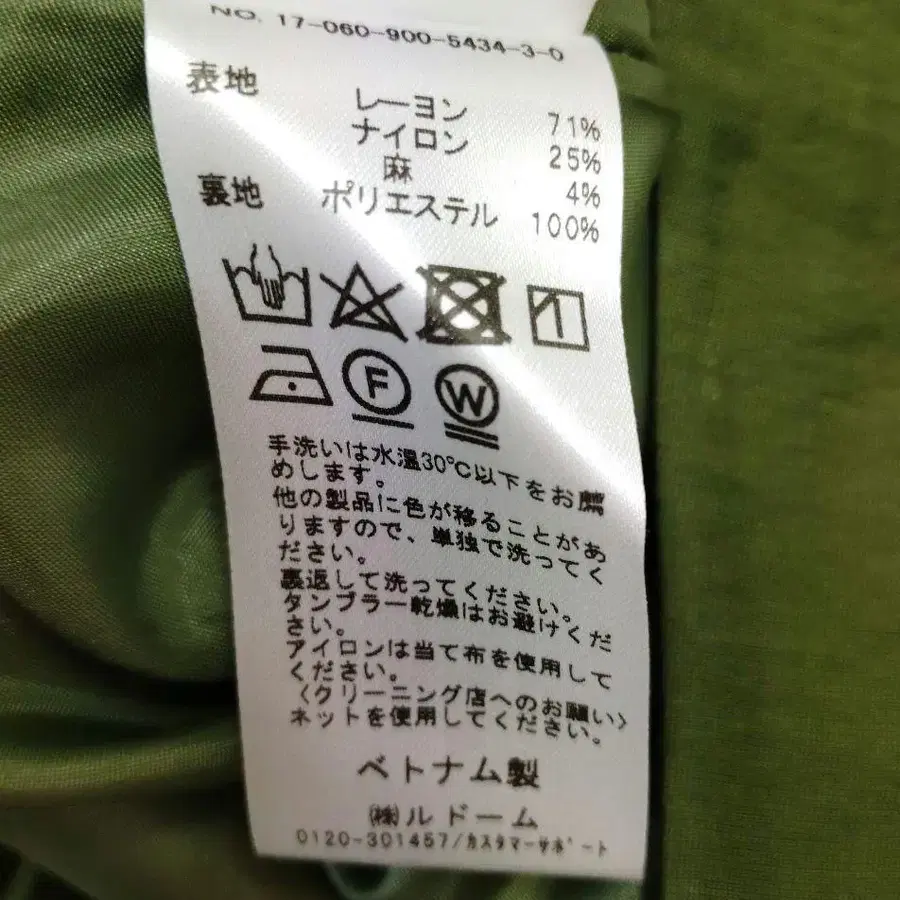 NO. 17-060-900-5434-3-0
表地
レーヨン 71%
ナイロン 25%
麻 4%
裏地 ポリエステル 100%
F W
手洗いは水温30℃以下をお薦
めします。
他の製品に色が移ることがあ
りますので、単独で洗ってく
ださい。
裏返して洗ってください。
タンブラー乾燥はお避けくだ
さい。
アイロンは当て布を使用して
ください。
〈クリーニング店へのお願い〉
ネットを使用してください。
ベトナム製
㈱ルドーム
0120-301457/カスタマーサポート